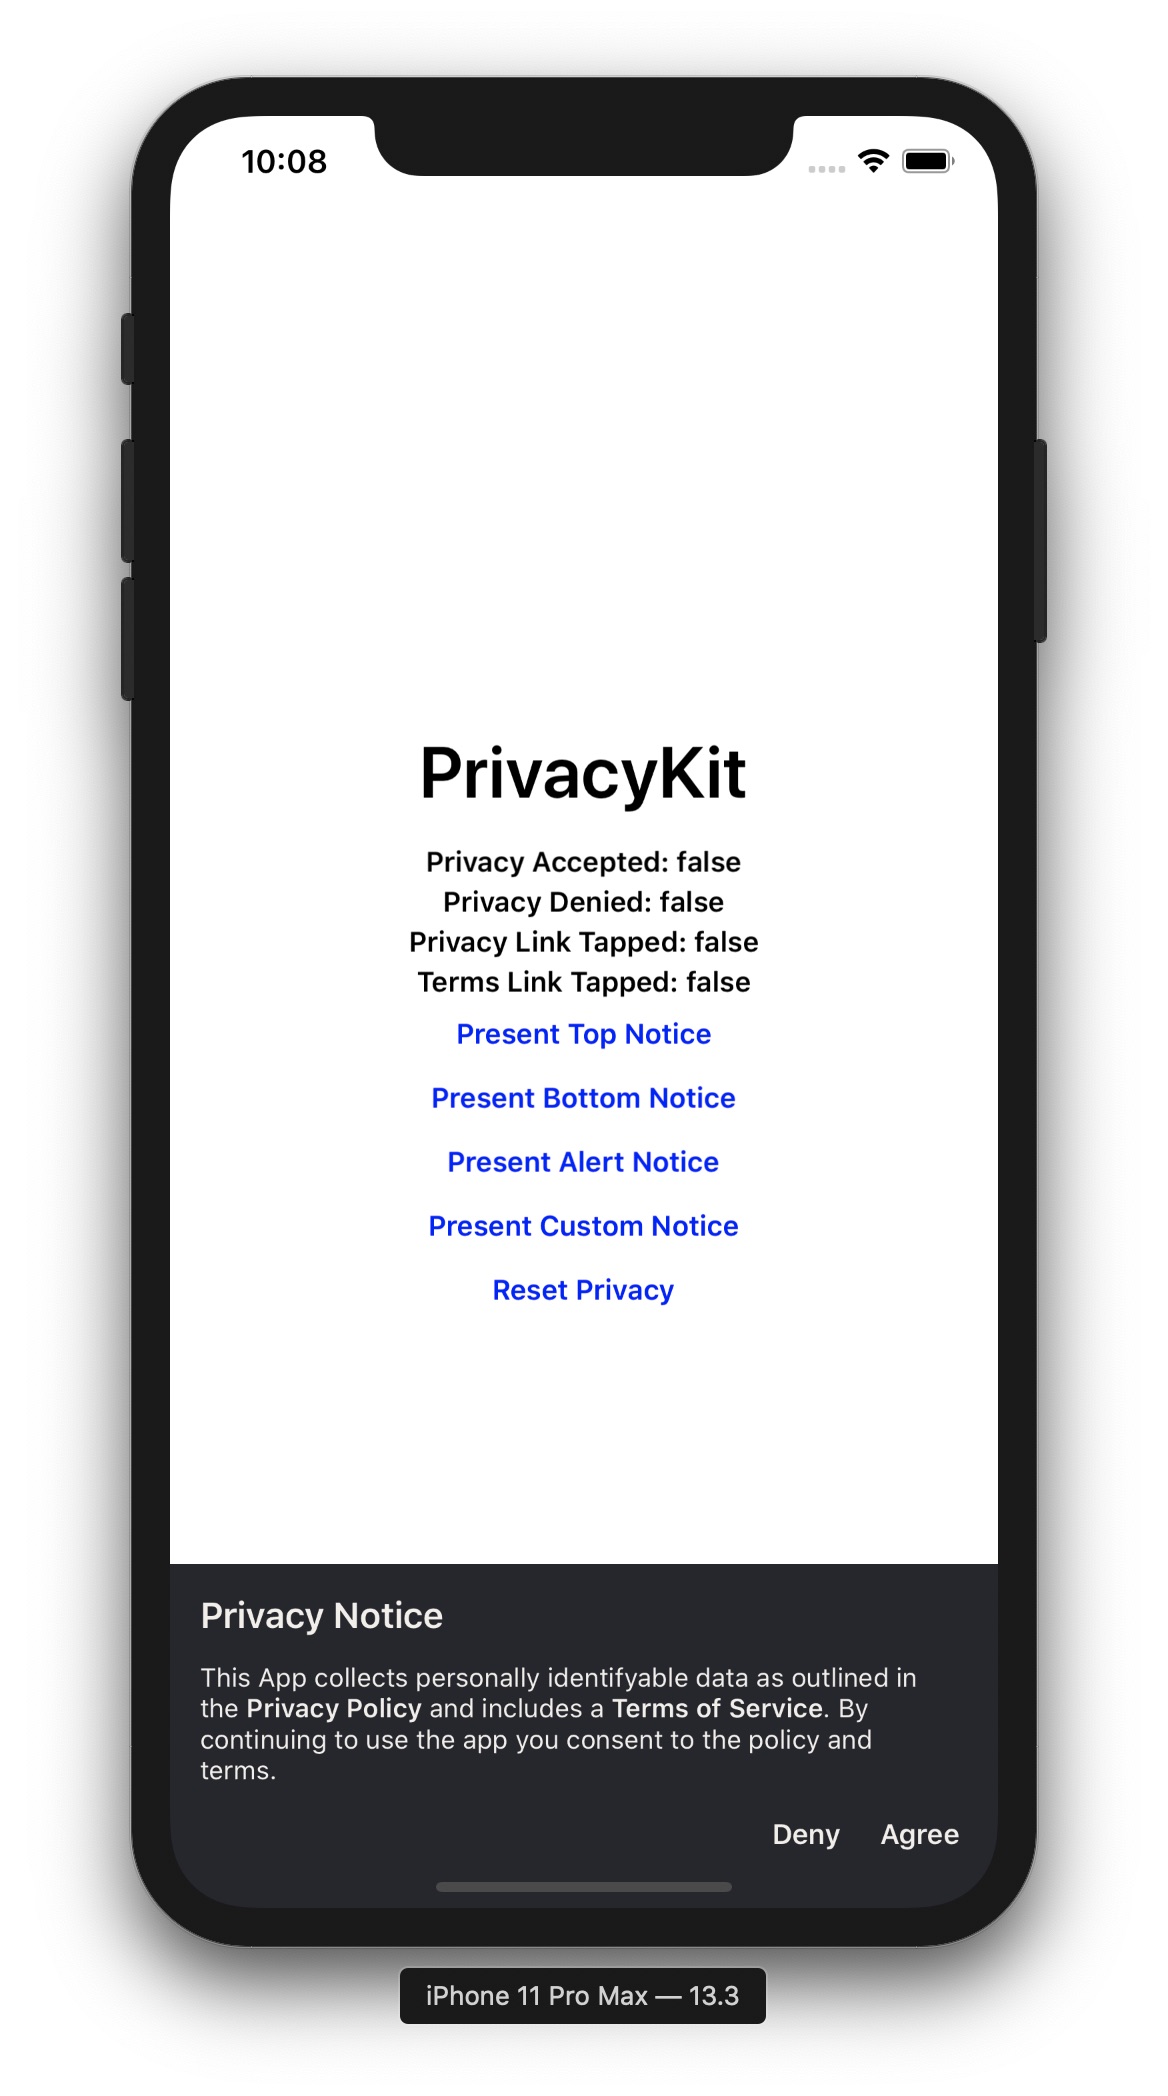 10:08
PrivacyKit
Privacy Accepted: false
Privacy Denied: false
Privacy Link Tapped: false
Terms Link Tapped: false
Present Top Notice
Present Bottom Notice
Present Alert Notice
Present Custom Notice
Reset Privacy
Privacy Notice
This App collects personally identifyable data as outlined in
the Privacy Policy and includes a Terms of Service. By
continuing to use the app you consent to the policy and
terms.
Deny Agree
iPhone 11 Pro Max — 13.3